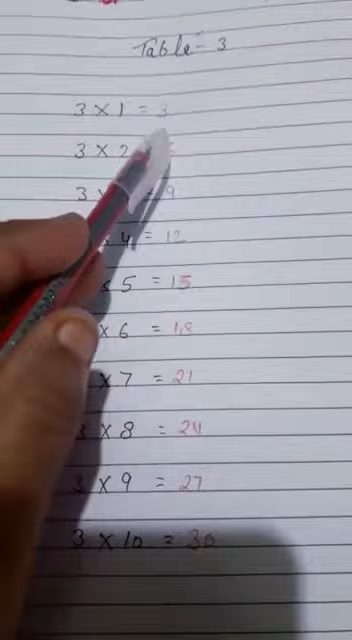 Table - 3
3 × 1 = 3
3 × 2
3 × 9
4 = 12
× 5 = 15
× 6 = 18
× 7 = 21
3 × 8 = 24
3 × 9 = 27
3 × 10 = 30